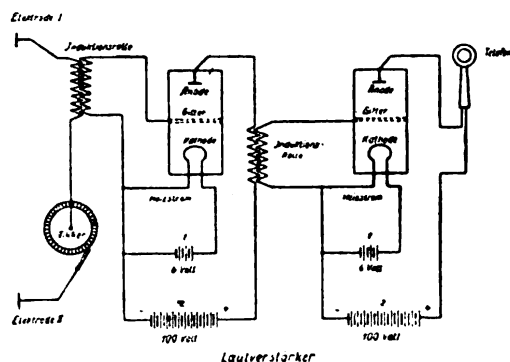 Elektrode I
Induktionsrolle
Telefon
Anode
Gitter
Kathode
Heizstrom
6 Volt
- +
100 Volt
Induktions-
Rolle
Anode
Gitter
Kathode
Heizstrom
6 Volt
- +
100 Volt
Ticker
Elektrode II
Lautverstärker